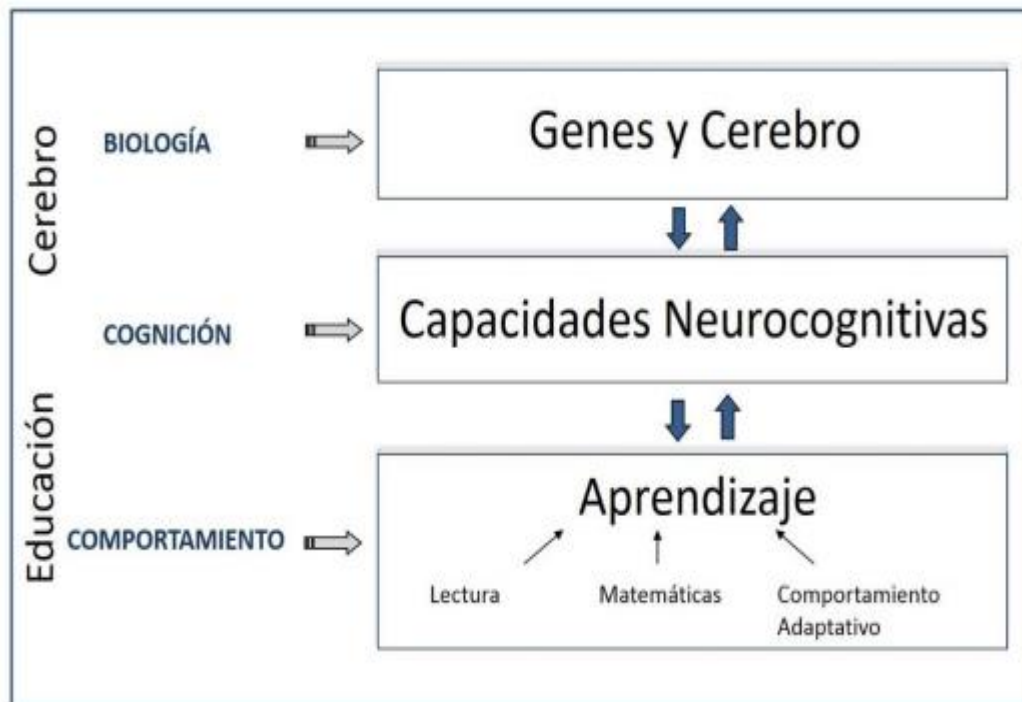 Cerebro
BIOLOGÍA
Genes y Cerebro
COGNICIÓN
Capacidades Neurocognitivas
Educación
COMPORTAMIENTO
Aprendizaje
Lectura
Matemáticas
Comportamiento
Adaptativo